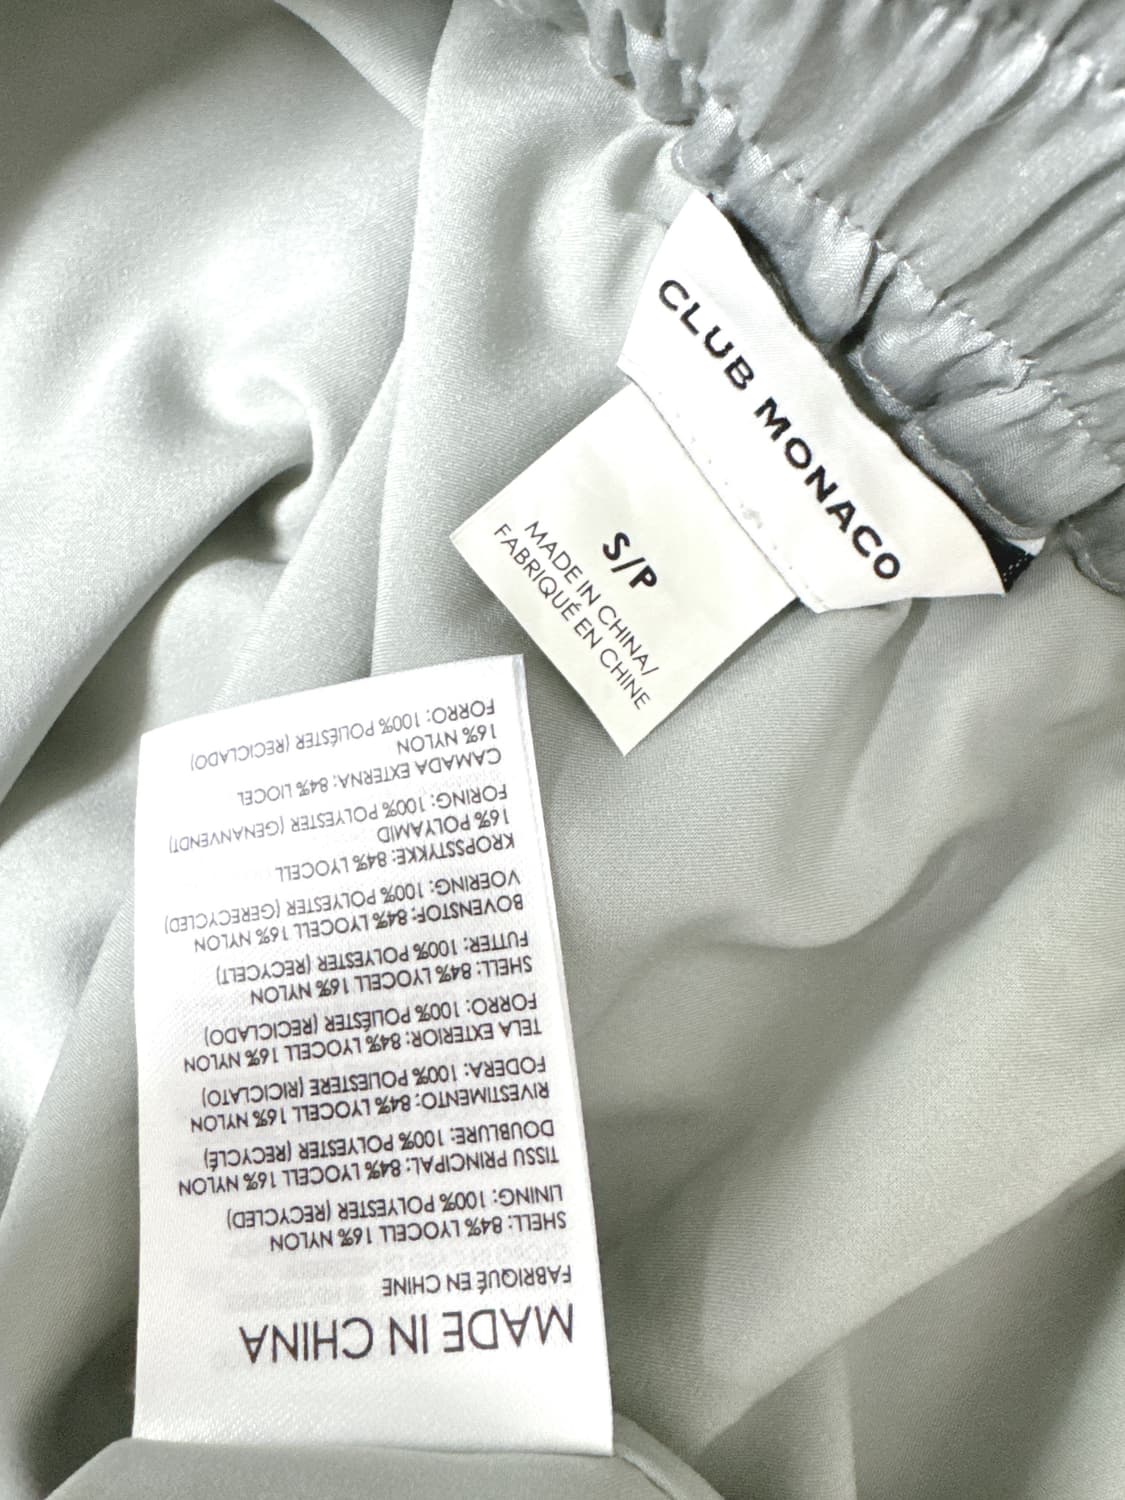 CLUB MONACO
S/P
MADE IN CHINA/
FABRIQUÉ EN CHINE
MADE IN CHINA
FABRIQUÉ EN CHINE
SHELL: 84% LYOCELL 16% NYLON
LINING: 100% POLYESTER (RECYCLED)
TISSU PRINCIPAL: 84% LYOCELL 16% NYLON
DOUBLURE: 100% POLYESTER (RECYCLÉ)
RIVESTIMENTO: 84% LYOCELL 16% NYLON
FODERA: 100% POLIESTERE (RICICLATO)
TELA EXTERIOR: 84% LYOCELL 16% NYLON
FORRO: 100% POLIÉSTER (RECICLADO)
SHELL: 84% LYOCELL 16% NYLON
FUTTER: 100% POLYESTER (RECYCELT)
BOVENSTOF: 84% LYOCELL 16% NYLON
VOERING: 100% POLYESTER (GERECYCLED)
KROPSSTYKKE: 84% LYOCELL
16% POLYAMID
FORING: 100% POLYESTER (GENANVENDT)
CAMADA EXTERNA: 84% LIOCEL
16% NYLON
FORRO: 100% POLIÉSTER (RECICLADO)